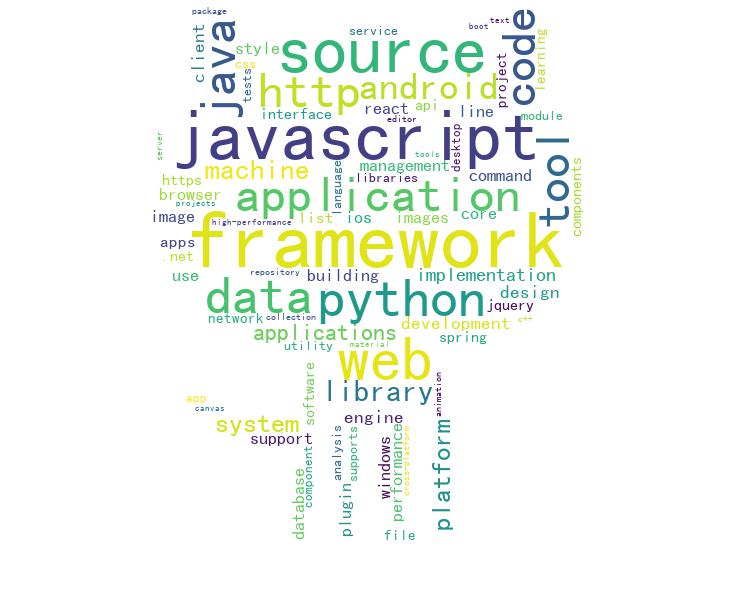 package
text
boot
service
source
java
client
style
css
tests
http
android
code
project
learning
react
api
line
interface
editor
module
javascript
desktop
server
tools
machine
management
command
tool
components
language
libraries
https
application
browser
projects
image
high-performance
list
ios
images
core
framework
apps
.net
use
repository
building
implementation
data
python
design
jquery
network
collection
applications
development
c++
spring
utility
material
web
library
animation
app
canvas
software
system
engine
support
analysis
supports
windows
performance
cross-platform
platform
database
component
plugin
file